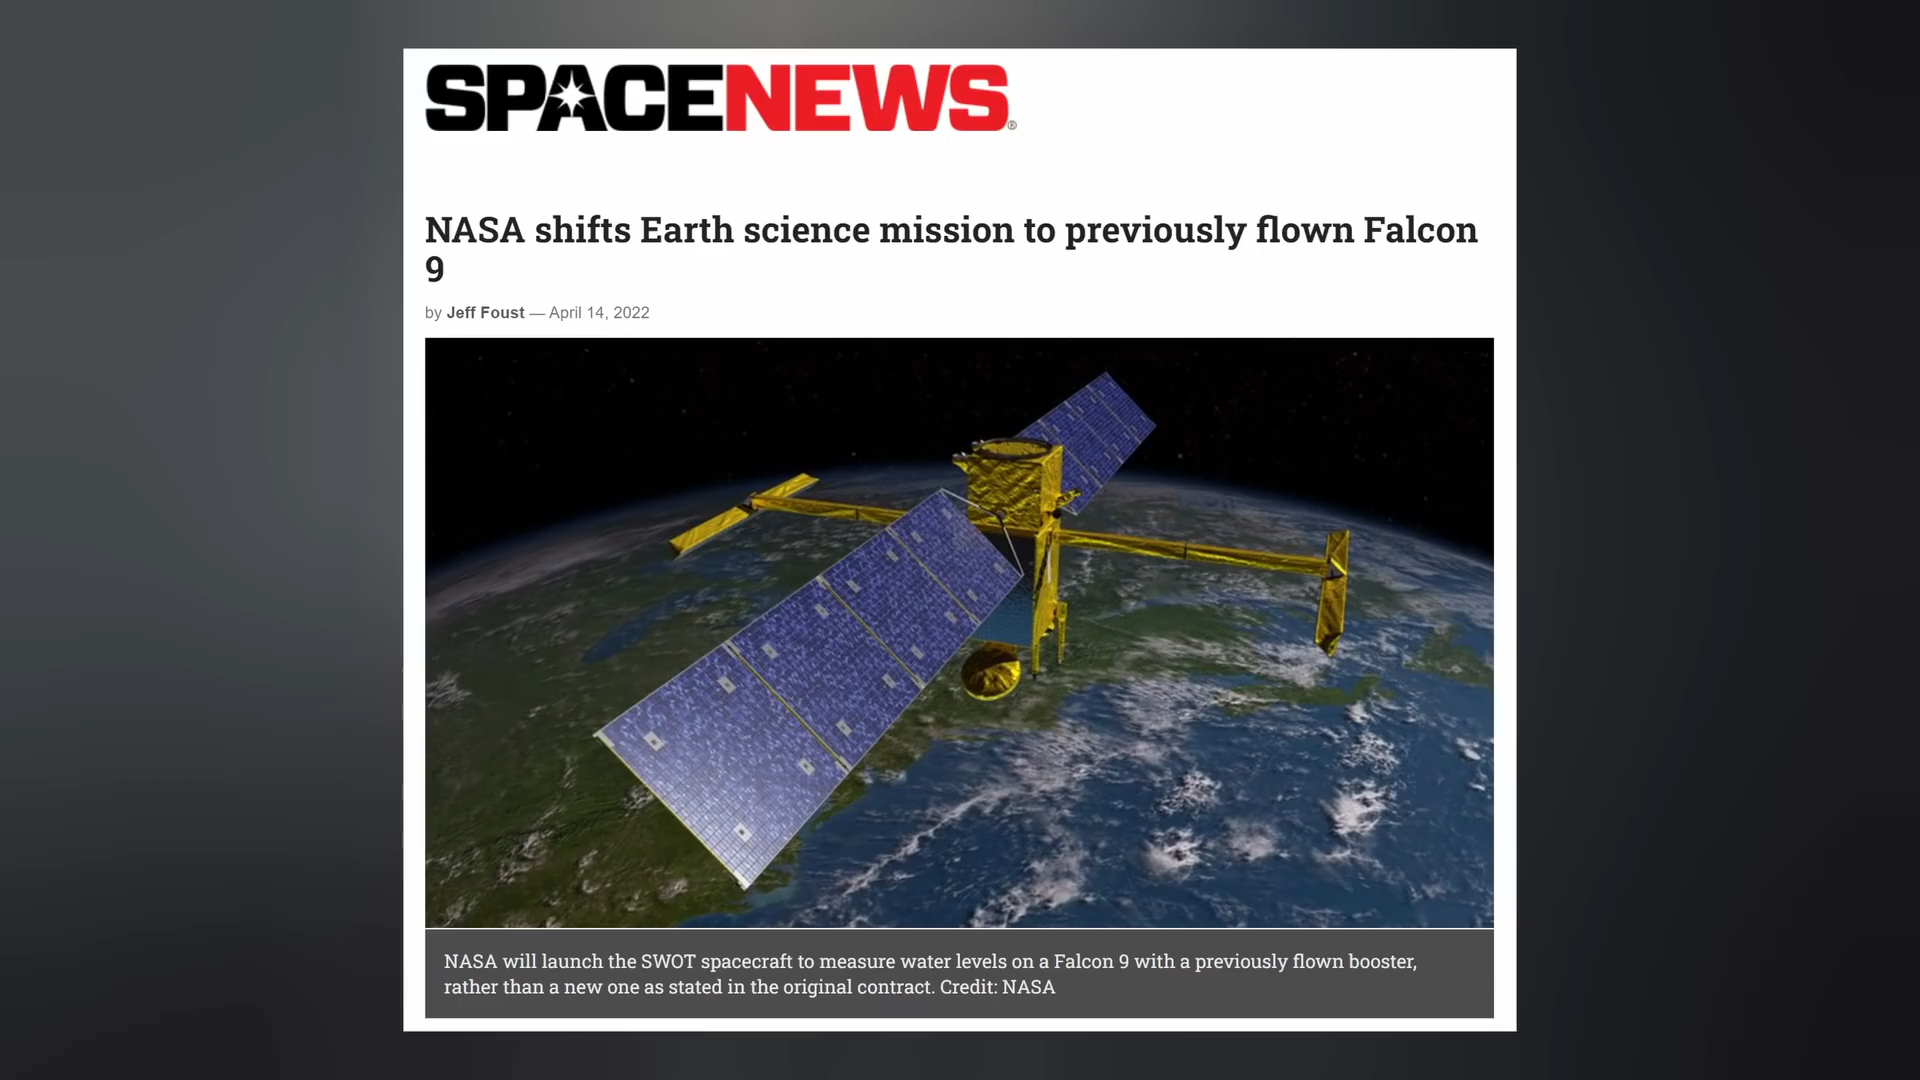 SPACENEWS®
NASA shifts Earth science mission to previously flown Falcon
9
by Jeff Foust — April 14, 2022
NASA will launch the SWOT spacecraft to measure water levels on a Falcon 9 with a previously flown booster,
rather than a new one as stated in the original contract. Credit: NASA